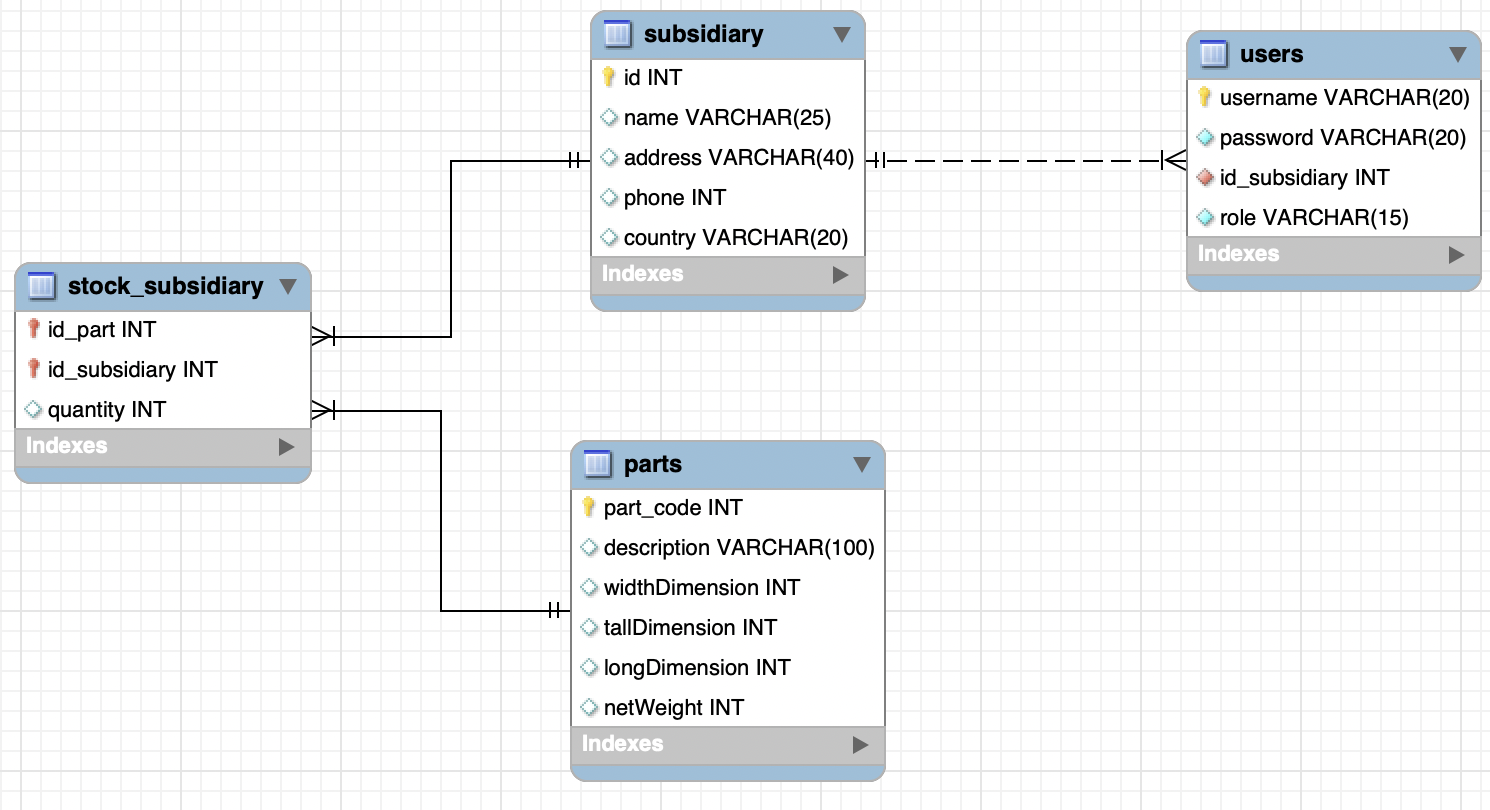 subsidiary
id INT
name VARCHAR(25)
address VARCHAR(40)
phone INT
country VARCHAR(20)
Indexes
users
username VARCHAR(20)
password VARCHAR(20)
id_subsidiary INT
role VARCHAR(15)
Indexes
stock_subsidiary
id_part INT
id_subsidiary INT
quantity INT
Indexes
parts
part_code INT
description VARCHAR(100)
widthDimension INT
tallDimension INT
longDimension INT
netWeight INT
Indexes